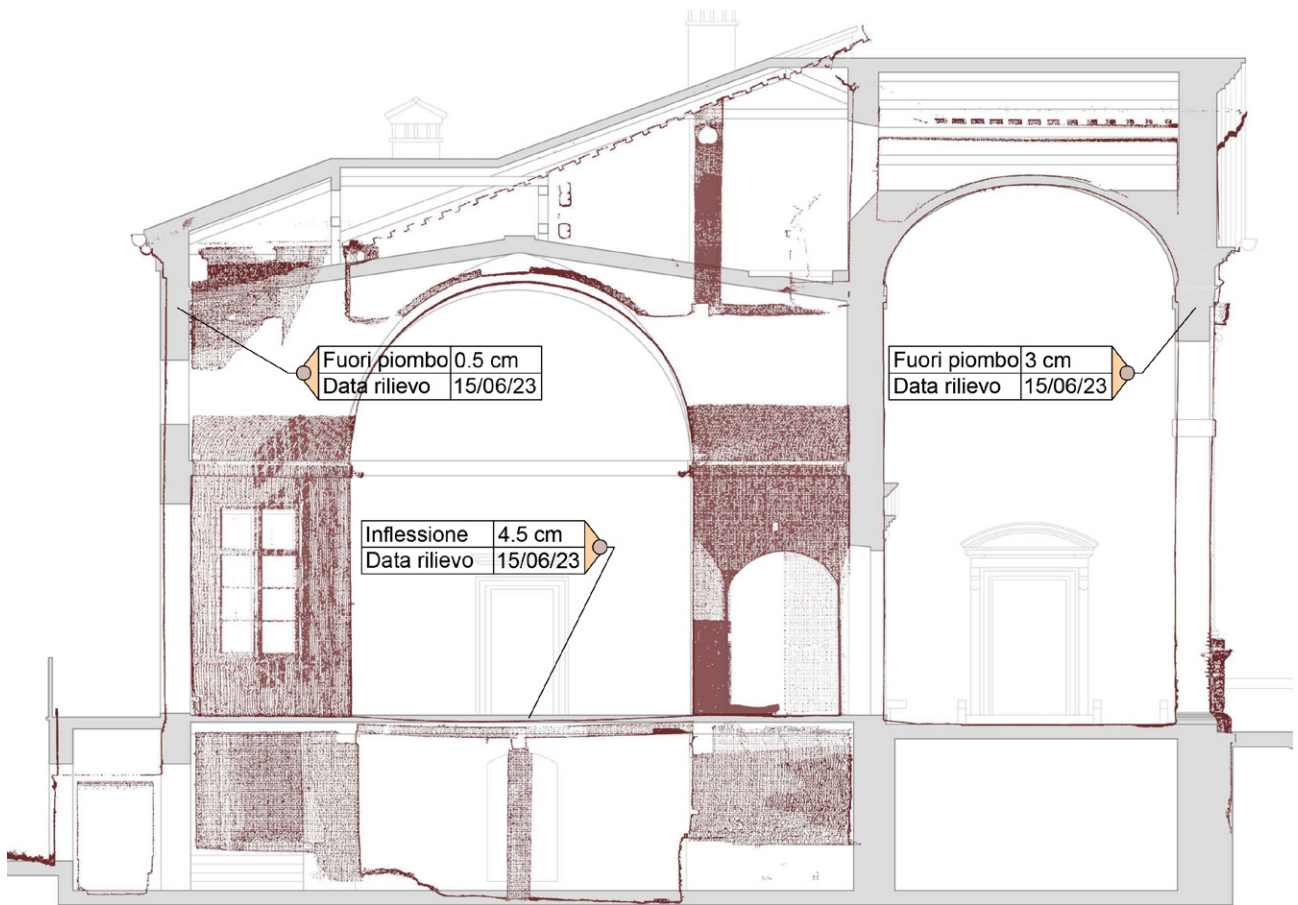 Fuori piombo 0.5 cm
Data rilievo 15/06/23
Fuori piombo 3 cm
Data rilievo 15/06/23
Inflessione 4.5 cm
Data rilievo 15/06/23